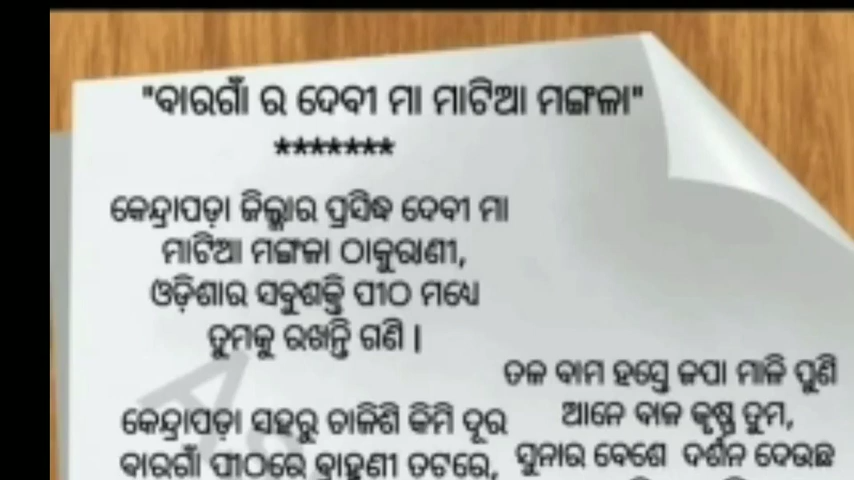 "ବାରଗାଁ ର ଦେବୀ ମା ମାଟିଆ ମଙ୍ଗଳା"
*******
କେନ୍ଦ୍ରାପଡ଼ା ଜିଲ୍ଲାର ପ୍ରସିଦ୍ଧ ଦେବୀ ମା
ମାଟିଆ ମଙ୍ଗଳା ଠାକୁରାଣୀ,
ଓଡ଼ିଶାର ସବୁଶକ୍ତି ପୀଠ ମଧ୍ୟେ
ତୁମକୁ ରଖନ୍ତି ଗଣି |
କେନ୍ଦ୍ରାପଡ଼ା ସହରୁ ଚାଳିଶି କିମି ଦୂର
ବାରଗାଁ ପୀଠରେ ବ୍ରାହ୍ମଣୀ ତଟରେ,
ତଳ ବାମ ହସ୍ତେ ଜପା ମାଳି ପୁଣି
ଆନେ ବାଳ କୃଷ୍ଣ ତୁମ,
ସୁନାର ବେଶେ ଦର୍ଶନ ଦେଉଛ